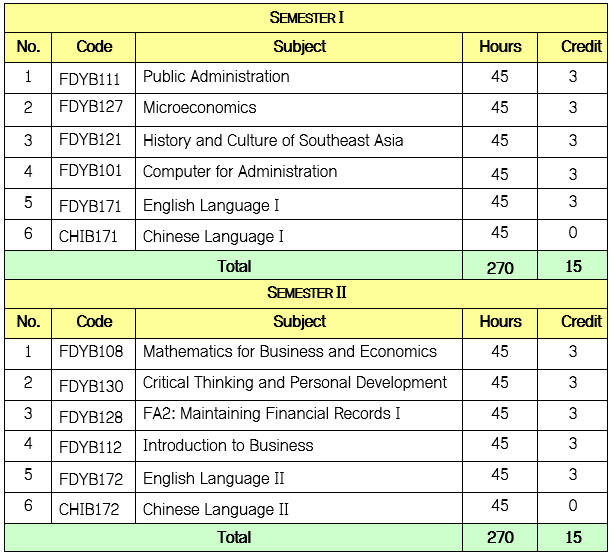 SEMESTER I
No. Code Subject Hours Credit
1 FDYB111 Public Administration 45 3
2 FDYB127 Microeconomics 45 3
3 FDYB121 History and Culture of Southeast Asia 45 3
4 FDYB101 Computer for Administration 45 3
5 FDYB171 English Language I 45 3
6 CHIB171 Chinese Language I 45 0
Total 270 15
SEMESTER II
No. Code Subject Hours Credit
1 FDYB108 Mathematics for Business and Economics 45 3
2 FDYB130 Critical Thinking and Personal Development 45 3
3 FDYB128 FA2: Maintaining Financial Records I 45 3
4 FDYB112 Introduction to Business 45 3
5 FDYB172 English Language II 45 3
6 CHIB172 Chinese Language II 45 0
Total 270 15